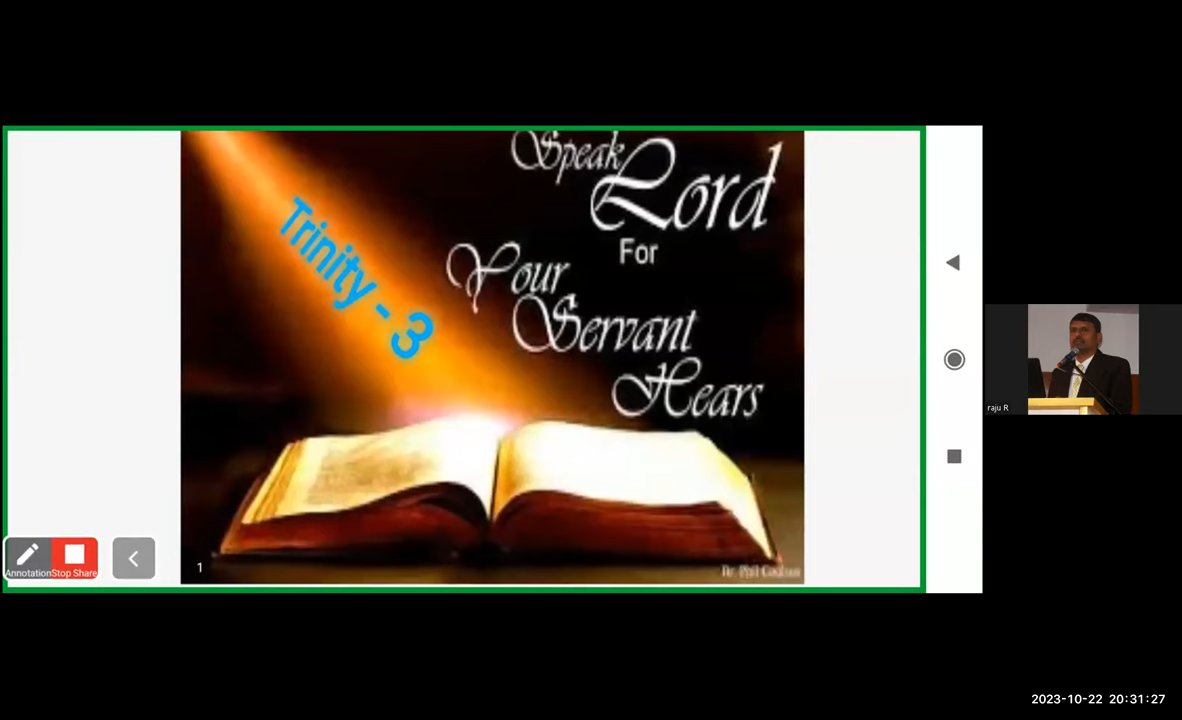 Speak
Lord
For
Your
Servant
Hears
Trinity - 3
1
Annotation
Stop Share
raju R
2023-10-22 20:31:27